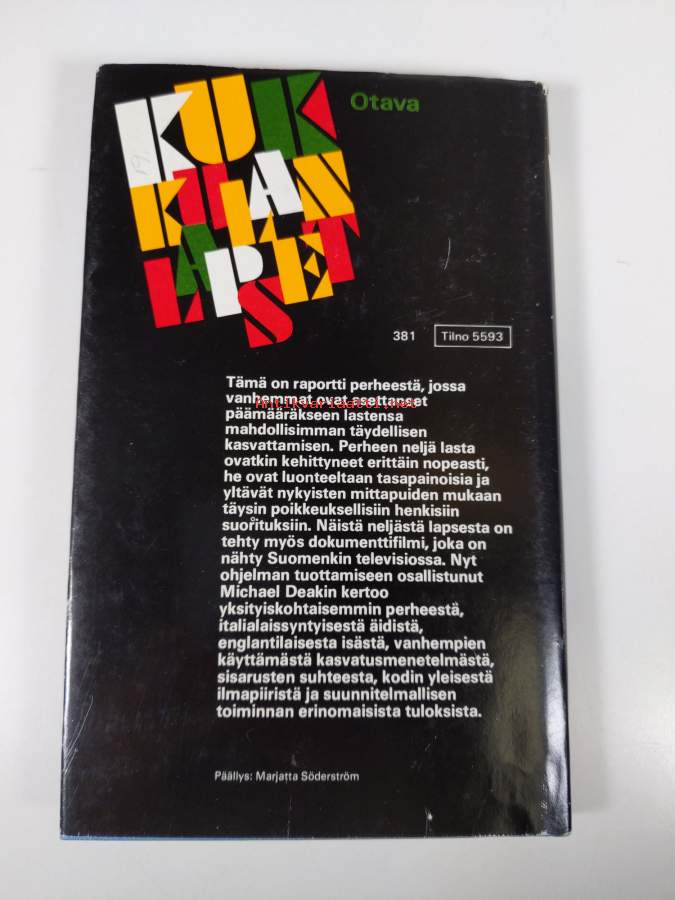 KUK
KULAN
LAPSET
Otava
381 Tilno 5593
Tämä on raportti perheestä, jossa
vanhemmat ovat asettaneet
Antikvariaatti.net
päämääräkseen lastensa
mahdollisimman täydellisen
kasvattamisen. Perheen neljä lasta
ovatkin kehittyneet erittäin nopeasti,
he ovat luonteeltaan tasapainoisia ja
yltävät nykyisten mittapuiden mukaan
täysin poikkeuksellisiin henkisiin
suorituksiin. Näistä neljästä lapsesta on
tehty myös dokumenttifilmi, joka on
nähty Suomenkin televisiossa. Nyt
ohjelman tuottamiseen osallistunut
Michael Deakin kertoo
yksityiskohtaisemmin perheestä,
italialaissyntyisestä äidistä,
englantilaisesta isästä, vanhempien
käyttämästä kasvatusmenetelmästä,
sisarusten suhteesta, kodin yleisestä
ilmapiiristä ja suunnitelmallisen
toiminnan erinomaisista tuloksista.
Päällys: Marjatta Söderström